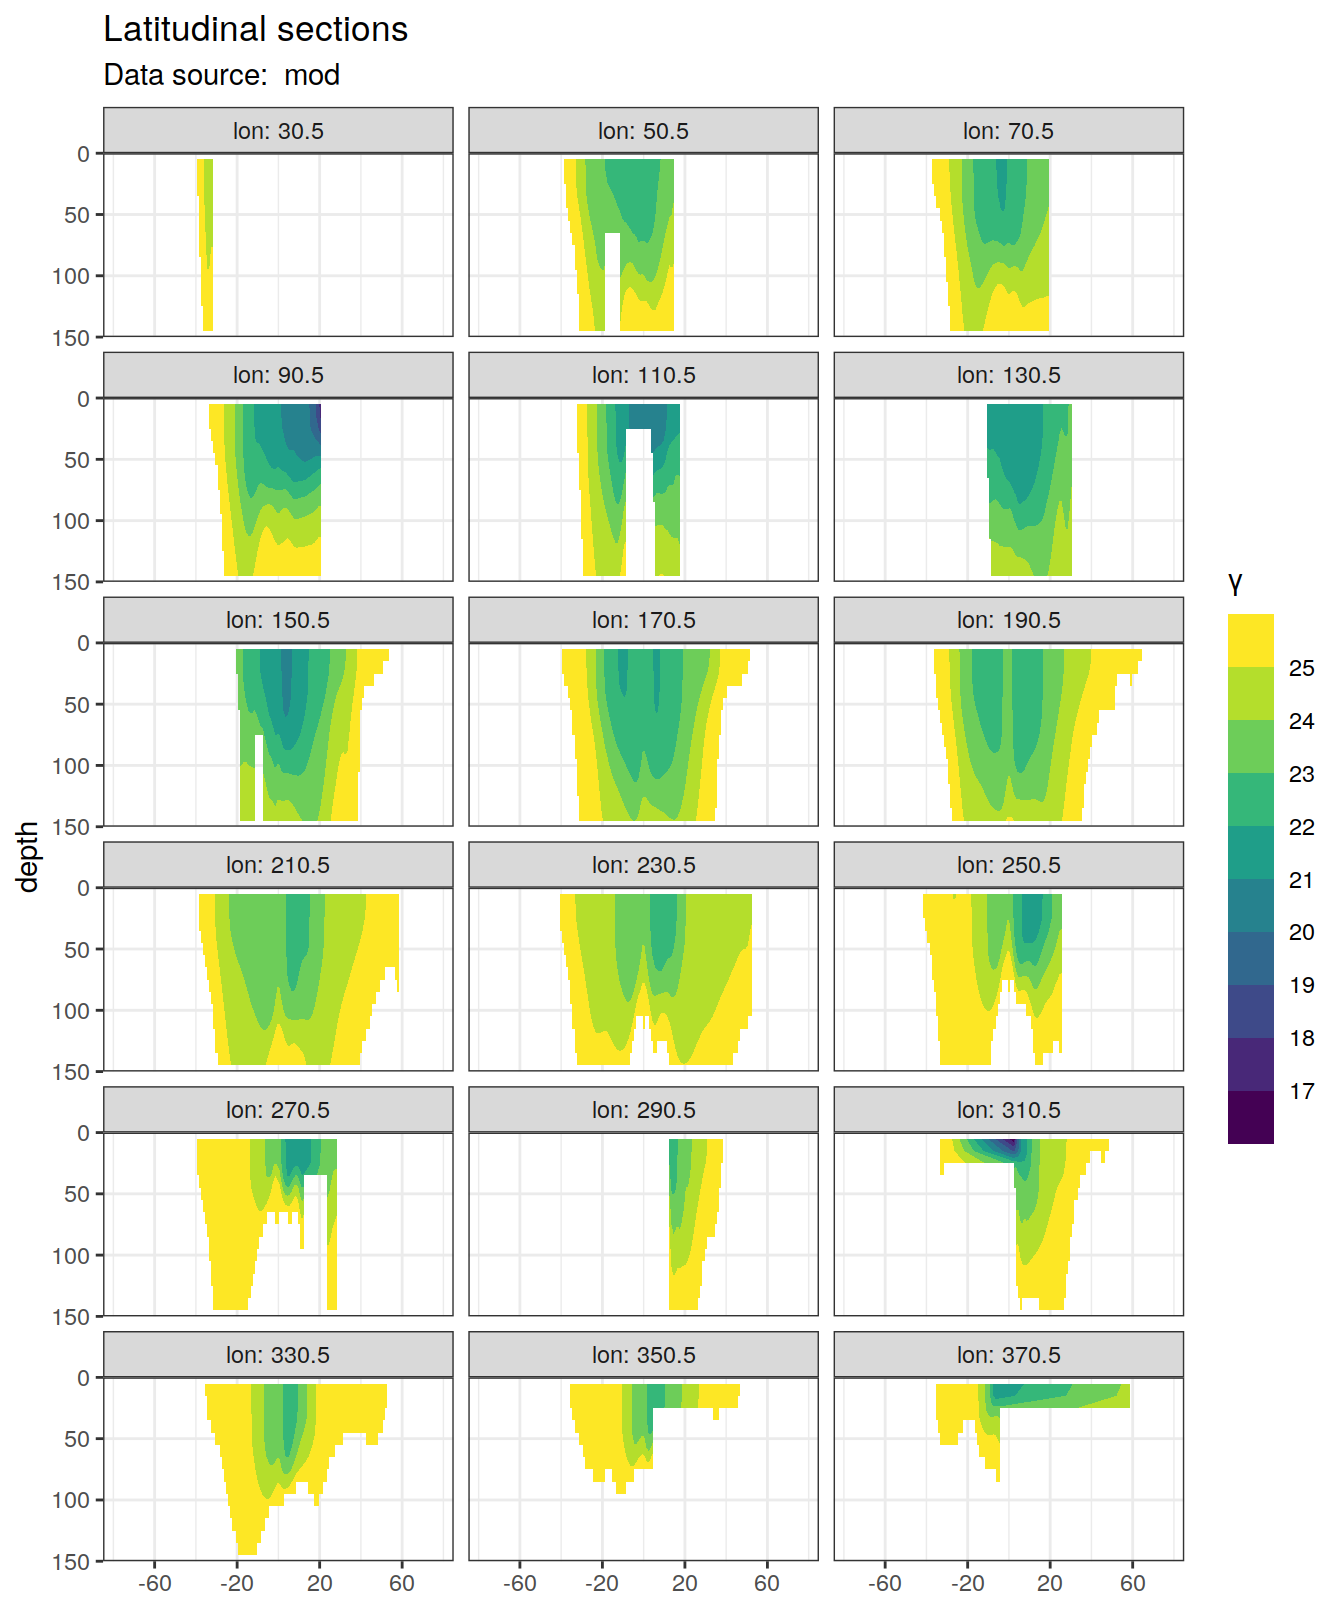 Latitudinal sections
Data source:  mod
lon: 30.5
lon: 50.5
lon: 70.5
0
50
100
150
lon: 90.5
lon: 110.5
lon: 130.5
0
50
100
150
lon: 150.5
lon: 170.5
lon: 190.5
0
50
100
150
lon: 210.5
lon: 230.5
lon: 250.5
0
50
100
150
lon: 270.5
lon: 290.5
lon: 310.5
0
50
100
150
lon: 330.5
lon: 350.5
lon: 370.5
0
50
100
150
-60 -20 20 60
-60 -20 20 60
-60 -20 20 60
depth
γ
25
24
23
22
21
20
19
18
17